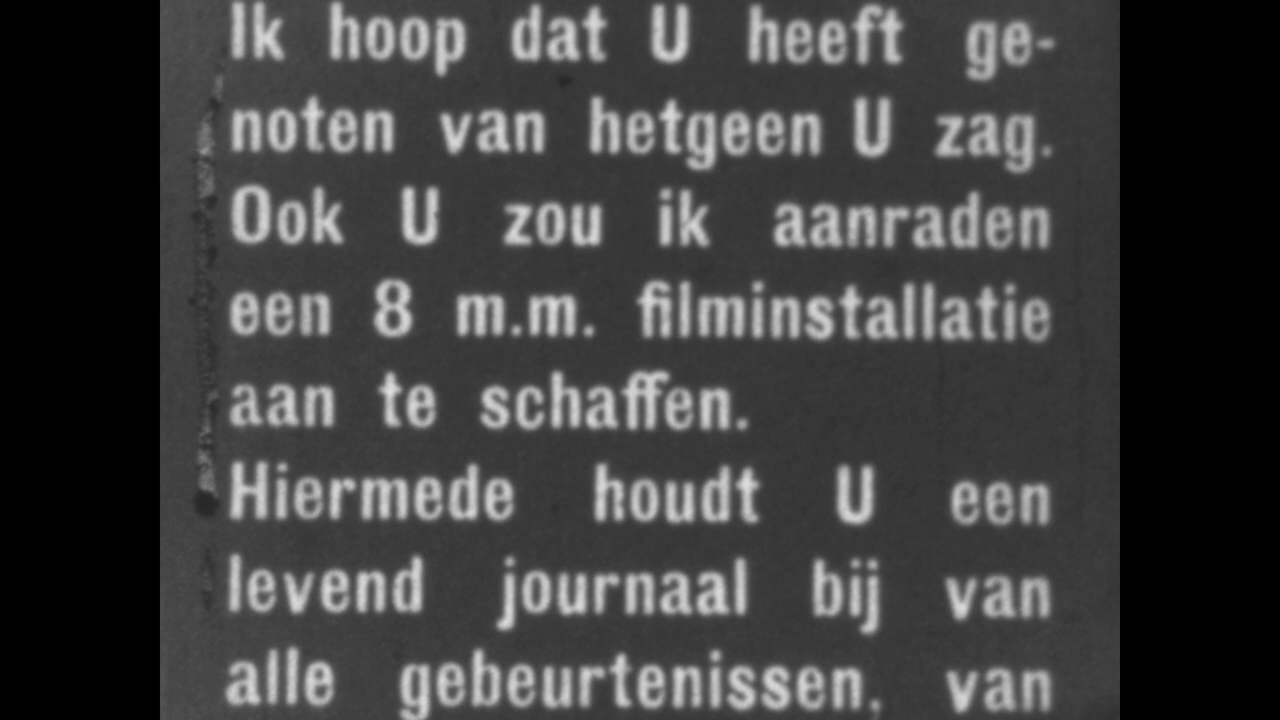 Ik hoop dat U heeft ge-
noten van hetgeen U zag.
Ook U zou ik aanraden
een 8 m.m. filminstallatie
aan te schaffen.
Hiermede houdt U een
levend journaal bij van
alle gebeurtenissen, van